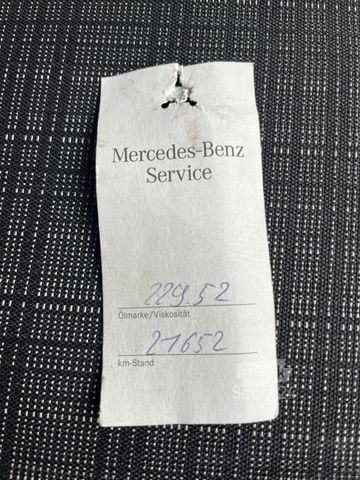 Mercedes-Benz
Service
229.52
Ölmarke/Viskosität
21652
km-Stand